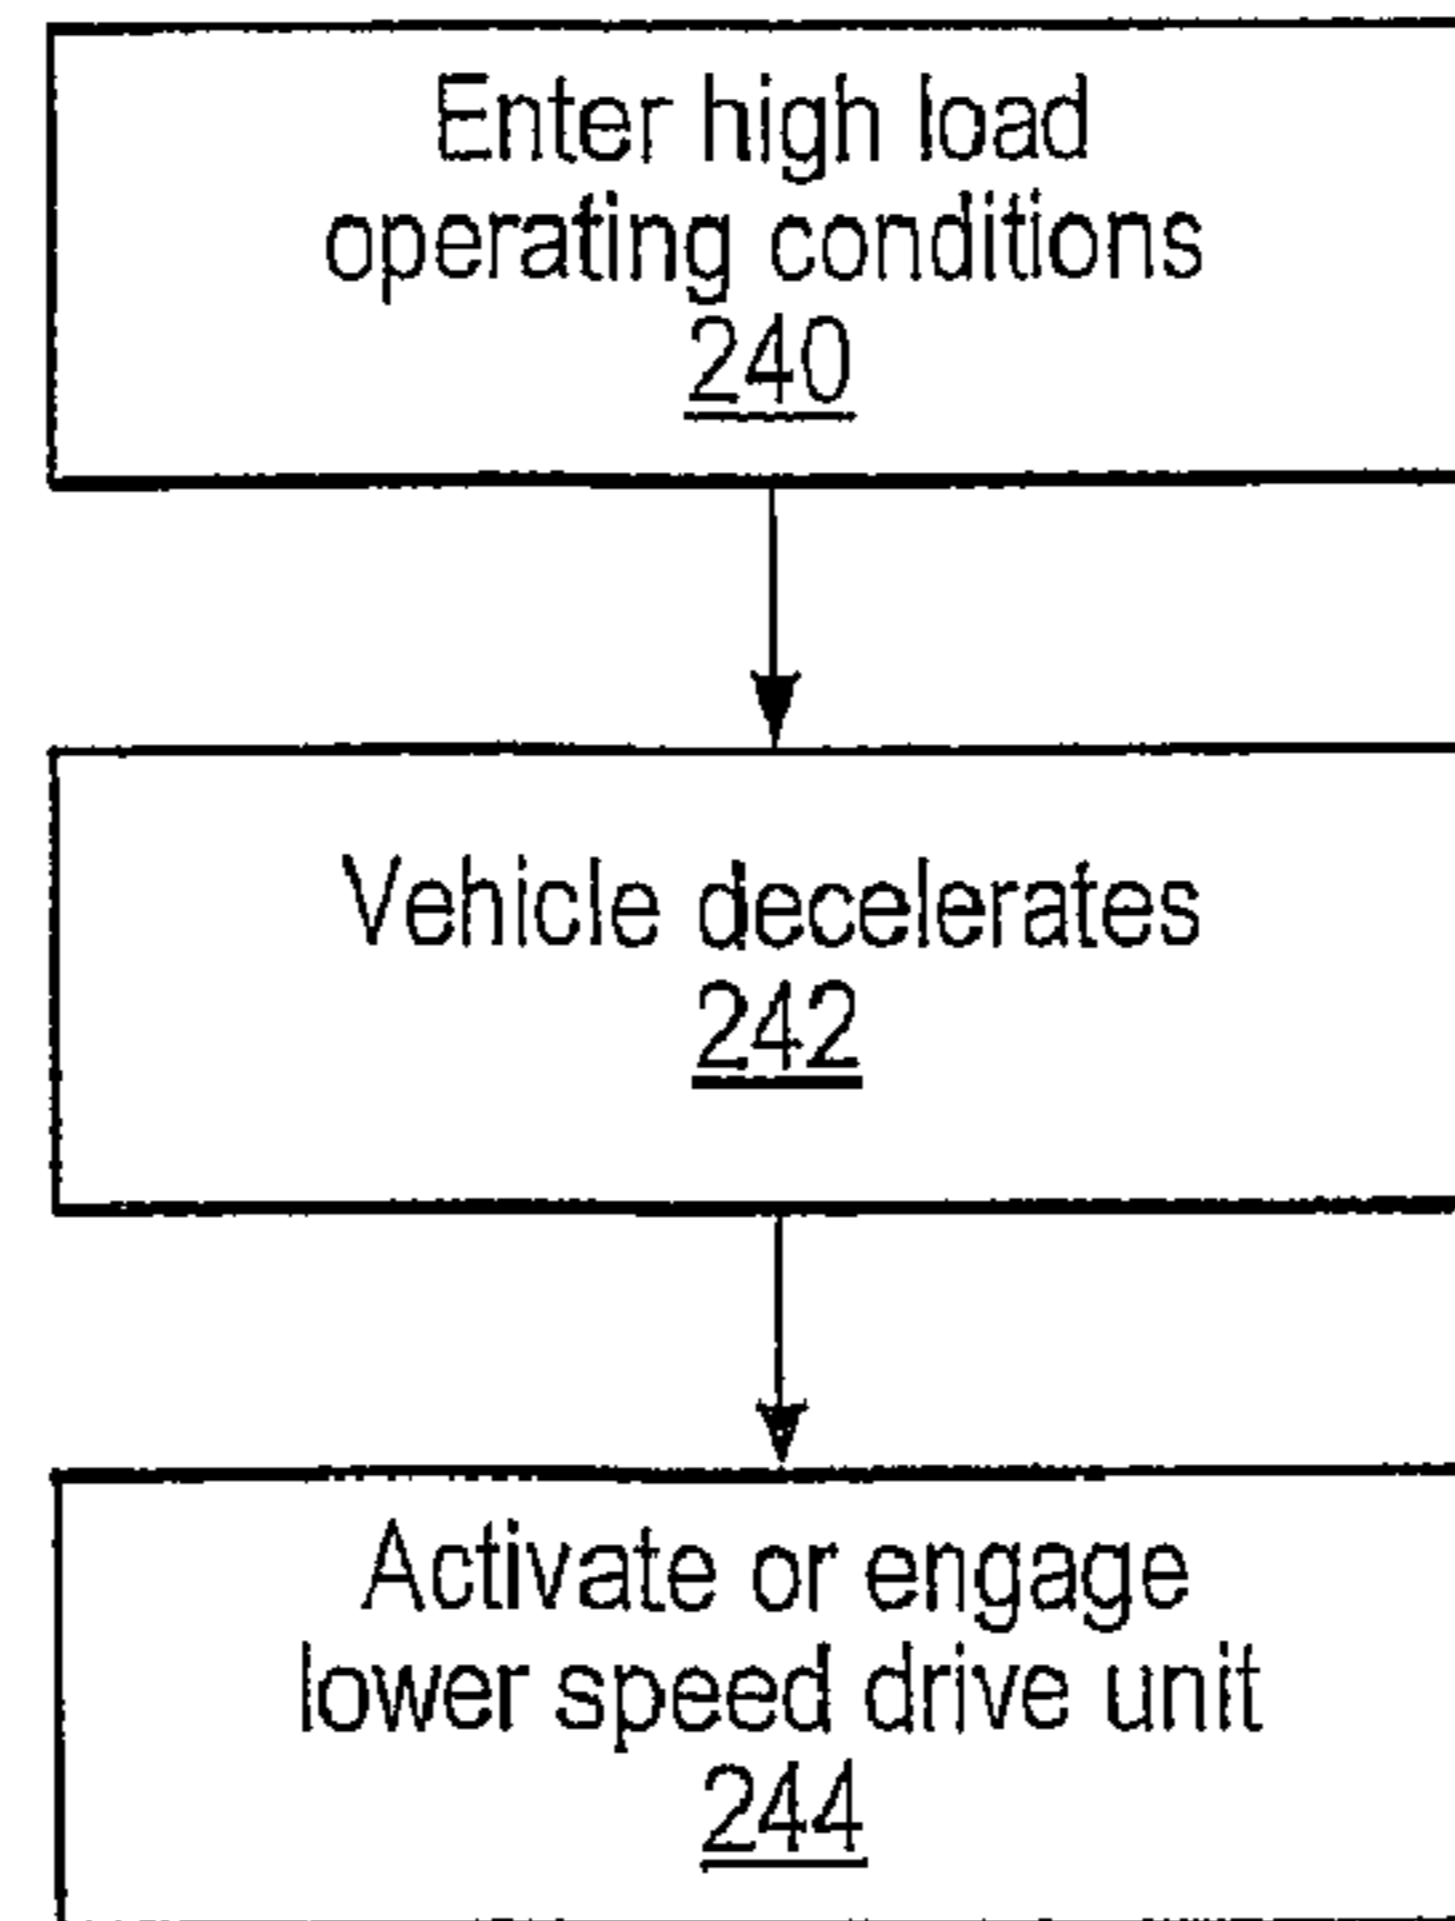 Enter high load
operating conditions
240
Vehicle decelerates
242
Activate or engage
lower speed drive unit
244